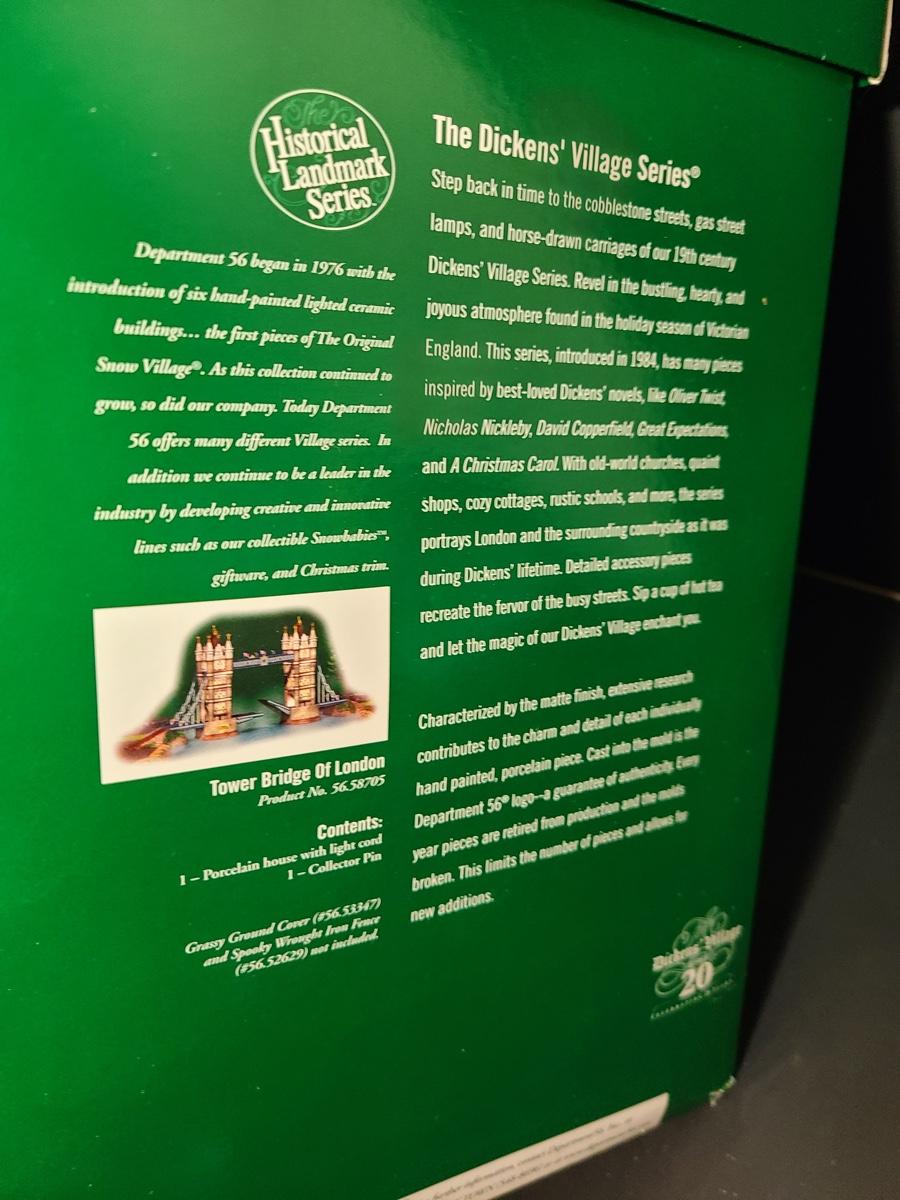 The
Historical
Landmark
Series™
Department 56 began in 1976 with the
introduction of six hand-painted lighted ceramic
buildings... the first pieces of The Original
Snow Village®. As this collection continued to
grow, so did our company. Today Department
56 offers many different Village series. In
addition we continue to be a leader in the
industry by developing creative and innovative
lines such as our collectible Snowbabies™,
giftware, and Christmas trim.
Tower Bridge Of London
Product No. 56.58705
Contents:
1 – Porcelain house with light cord
1 – Collector Pin
Grassy Ground Cover (#56.53347)
and Spooky Wrought Iron Fence
(#56.52629) not included.
The Dickens' Village Series®
Step back in time to the cobblestone streets, gas street
lamps, and horse-drawn carriages of our 19th century
Dickens' Village Series. Revel in the bustling, hearty, and
joyous atmosphere found in the holiday season of Victorian
England. This series, introduced in 1984, has many pieces
inspired by best-loved Dickens' novels, like Oliver Twist,
Nicholas Nickleby, David Copperfield, Great Expectations,
and A Christmas Carol. With old-world churches, quaint
shops, cozy cottages, rustic schools, and more, the series
portrays London and the surrounding countryside as it was
during Dickens' lifetime. Detailed accessory pieces
recreate the fervor of the busy streets. Sip a cup of hot tea
and let the magic of our Dickens' Village enchant you.
Characterized by the matte finish, extensive research
contributes to the charm and detail of each individually
hand painted, porcelain piece. Cast into the mold is the
Department 56® logo—a guarantee of authenticity. Every
year pieces are retired from production and the molds
broken. This limits the number of pieces and allows for
new additions.
Dickens' Village
20
further information, contact Department 56, Inc.